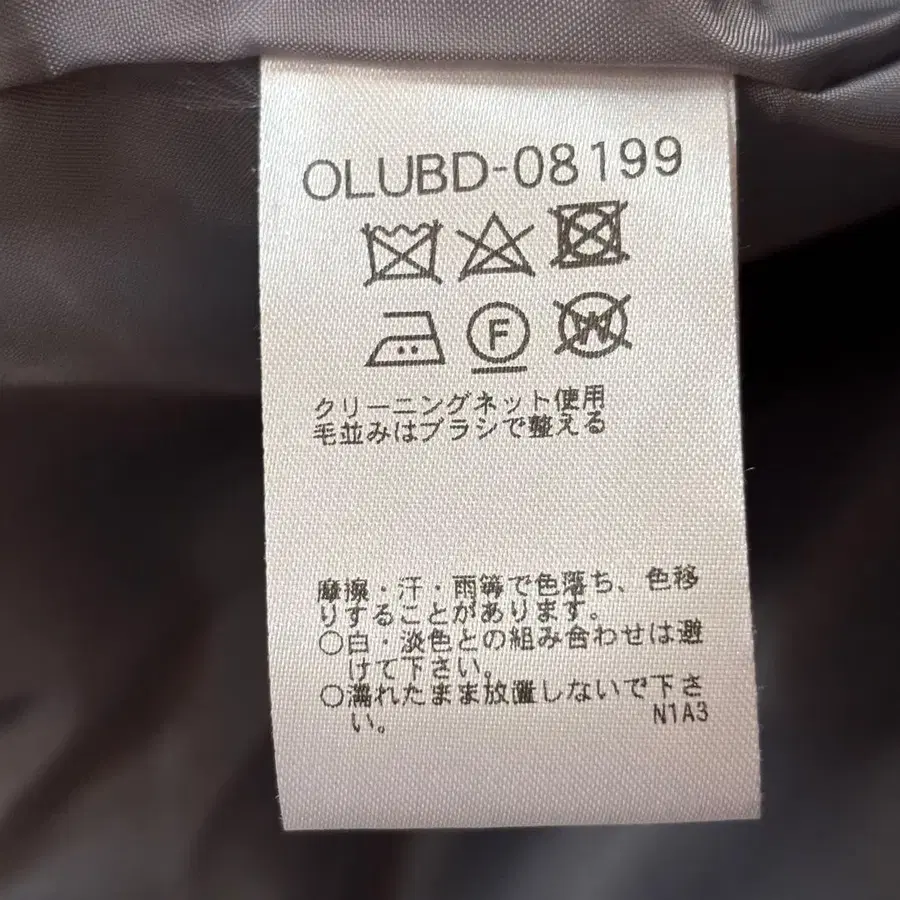 OLUBD-08199
F
W
クリーニングネット使用
毛並みはブラシで整える
摩擦・汗・雨等で色落ち、色移
りすることがあります。
○白・淡色との組み合わせは避
けて下さい。
○濡れたまま放置しないで下さ
い。
N1A3